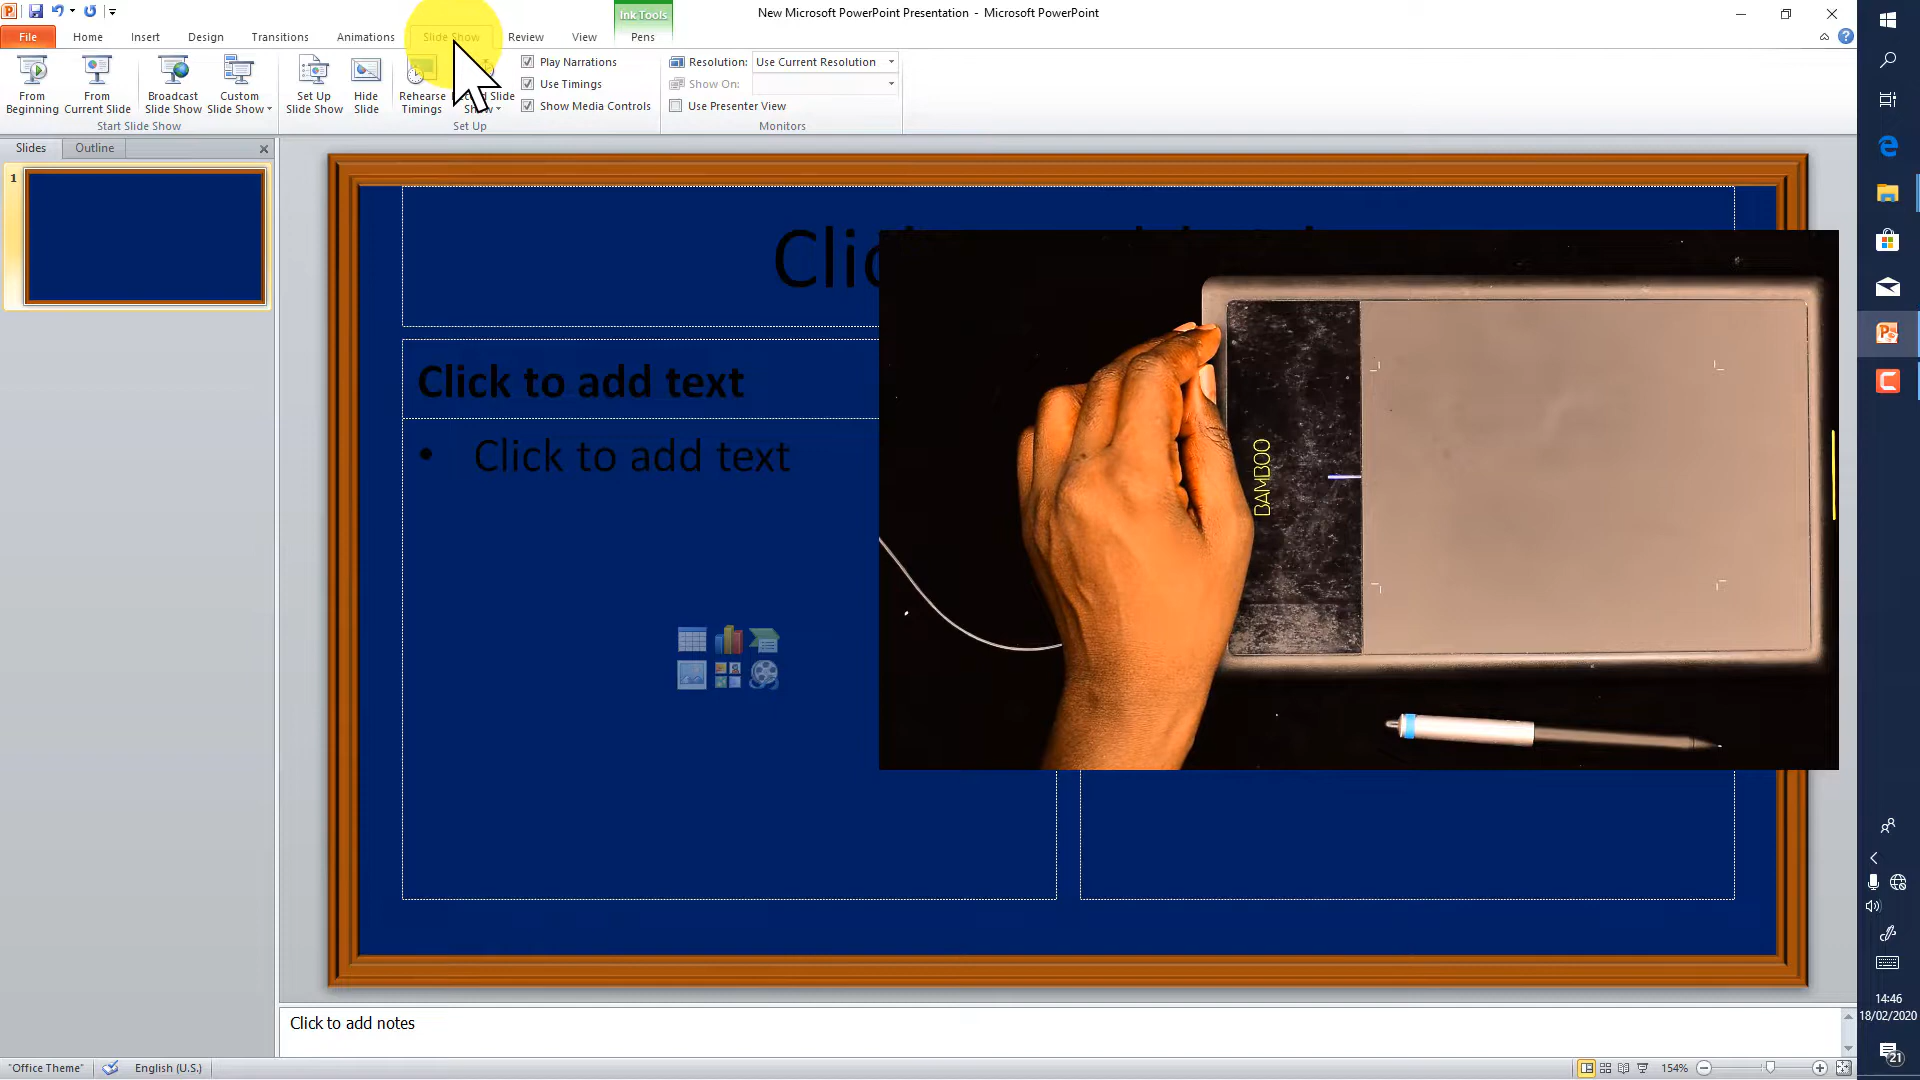 New Microsoft PowerPoint Presentation - Microsoft PowerPoint
Ink Tools
File Home Insert Design Transitions Animations Slide Show Review View Pens
From Beginning
From Current Slide
Broadcast Slide Show
Custom Slide Show
Set Up Slide Show
Hide Slide
Rehearse Timings
Slide Show
Play Narrations
Use Timings
Show Media Controls
Resolution: Use Current Resolution
Show On:
Use Presenter View
Start Slide Show
Set Up
Monitors
Slides Outline
1
Click to add text
• Click to add text
BAMBOO
Click to add notes
"Office Theme" English (U.S.) 154%
14:46
18/02/2020
21